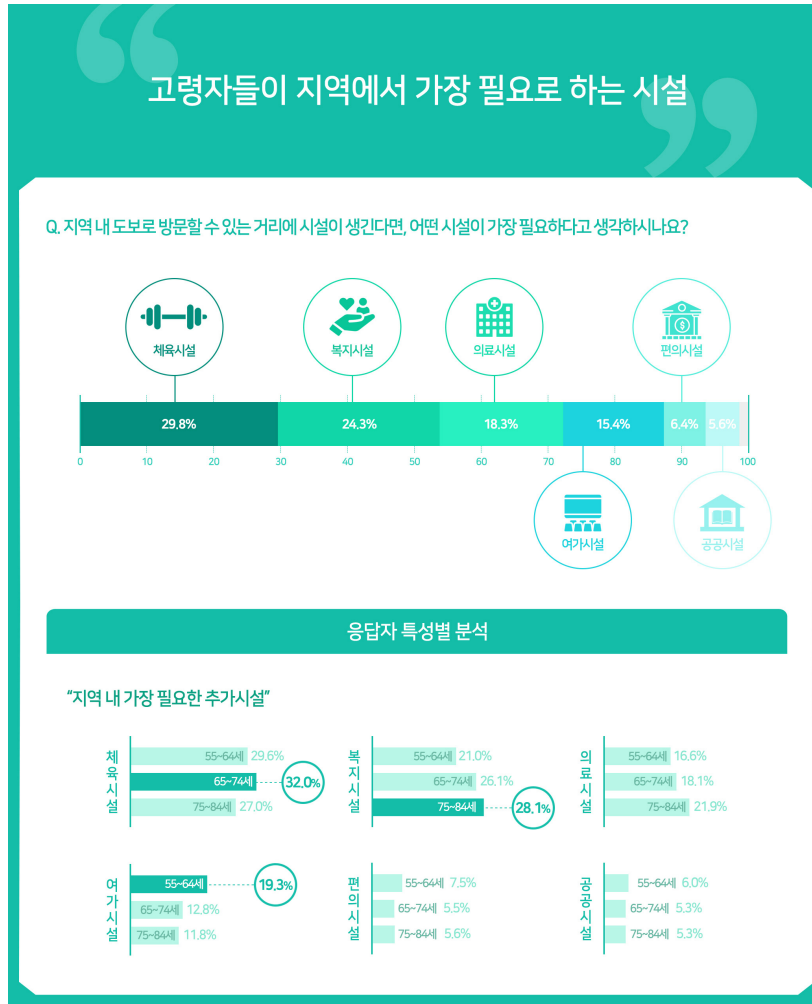 고령자들이 지역에서 가장 필요로 하는 시설
Q. 지역 내 도보로 방문할 수 있는 거리에 시설이 생긴다면, 어떤 시설이 가장 필요하다고 생각하시나요?
체육시설
복지시설
의료시설
편의시설
29.8%
24.3%
18.3%
15.4%
6.4%
5.6%
0
10
20
30
40
50
60
70
80
90
100
여가시설
공공시설
응답자 특성별 분석
“지역 내 가장 필요한 추가시설”
체육시설
55~64세 29.6%
65~74세 32.0%
75~84세 27.0%
복지시설
55~64세 21.0%
65~74세 26.1%
75~84세 28.1%
의료시설
55~64세 16.6%
65~74세 18.1%
75~84세 21.9%
여가시설
55~64세 19.3%
65~74세 12.8%
75~84세 11.8%
편의시설
55~64세 7.5%
65~74세 5.5%
75~84세 5.6%
공공시설
55~64세 6.0%
65~74세 5.3%
75~84세 5.3%